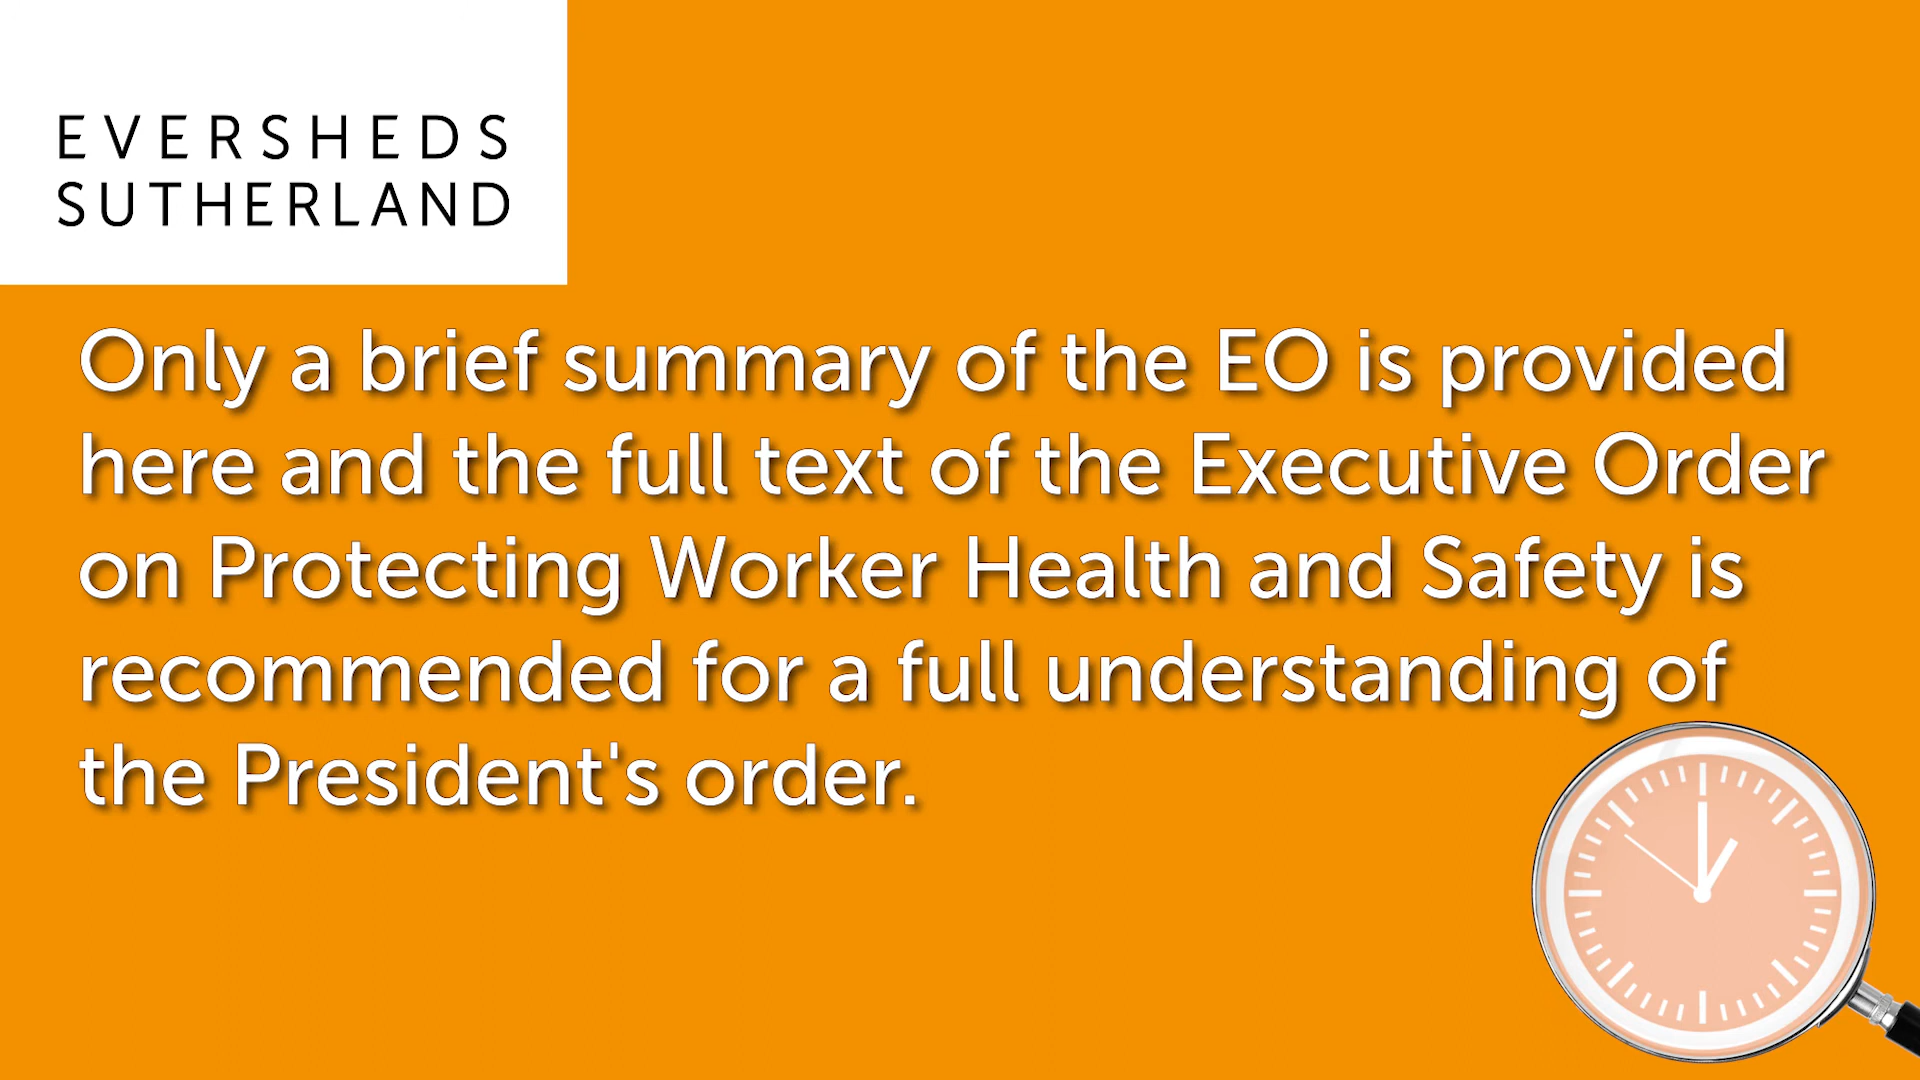 EVERSHEDS
SUTHERLAND
Only a brief summary of the EO is provided
here and the full text of the Executive Order
on Protecting Worker Health and Safety is
recommended for a full understanding of
the President's order.